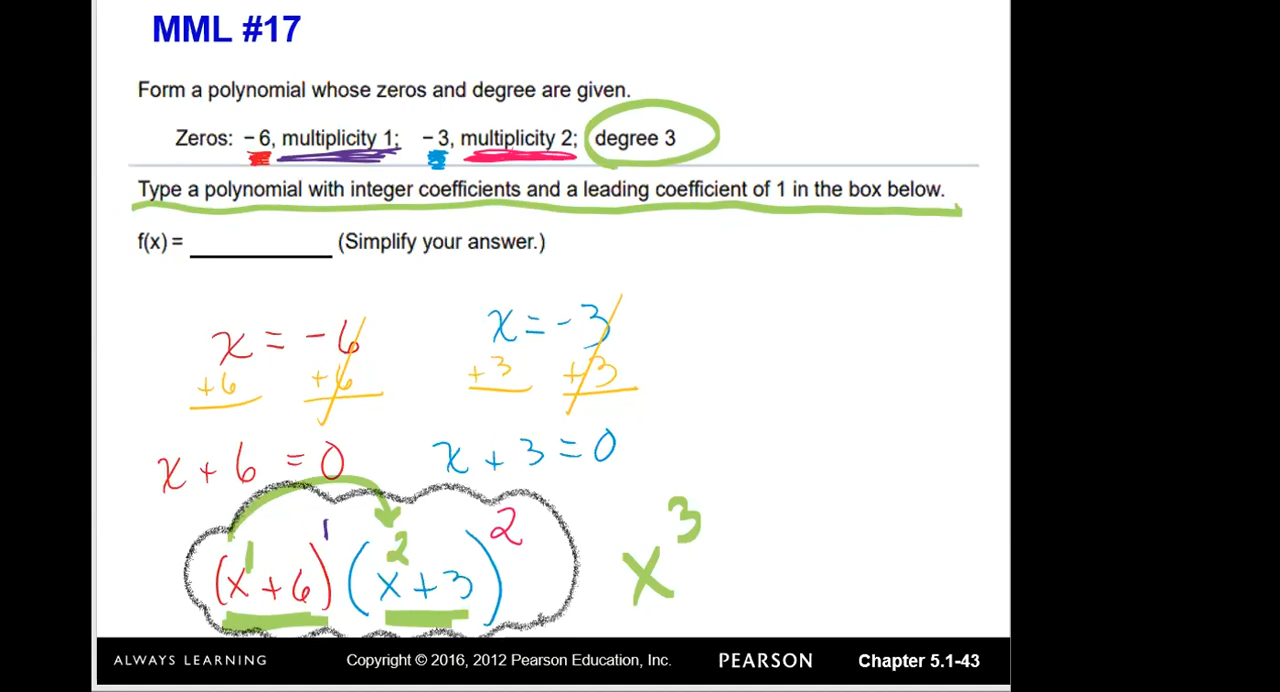 MML #17
Form a polynomial whose zeros and degree are given.
Zeros: −6, multiplicity 1; −3, multiplicity 2; degree 3
Type a polynomial with integer coefficients and a leading coefficient of 1 in the box below.
f(x) = (Simplify your answer.)
x = -6 x = -3
+6 +6 +3 +3
x + 6 = 0 x + 3 = 0
(x¹ + 6)¹ (x² + 3)² x³
ALWAYS LEARNING Copyright © 2016, 2012 Pearson Education, Inc. PEARSON Chapter 5.1-43